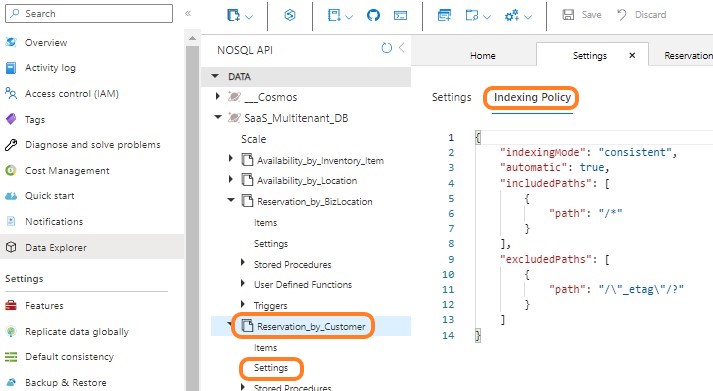 Search
«
Overview
Activity log
Access control (IAM)
Tags
Diagnose and solve problems
Cost Management
Quick start
Notifications
Data Explorer
Settings
Features
Replicate data globally
Default consistency
Backup & Restore
Save
Discard
NOSQL API
DATA
___Cosmos
SaaS_Multitenant_DB
Scale
Availability_by_Inventory_Item
Availability_by_Location
Reservation_by_BizLocation
Items
Settings
Stored Procedures
User Defined Functions
Triggers
Reservation_by_Customer
Items
Settings
Stored Procedures
Home
Settings
Reservation
Settings
Indexing Policy
1 {
2 "indexingMode": "consistent",
3 "automatic": true,
4 "includedPaths": [
5 {
6 "path": "/*"
7 }
8 ],
9 "excludedPaths": [
10 {
11 "path": "/\"_etag\"/?"
12 }
13 ]
14 }